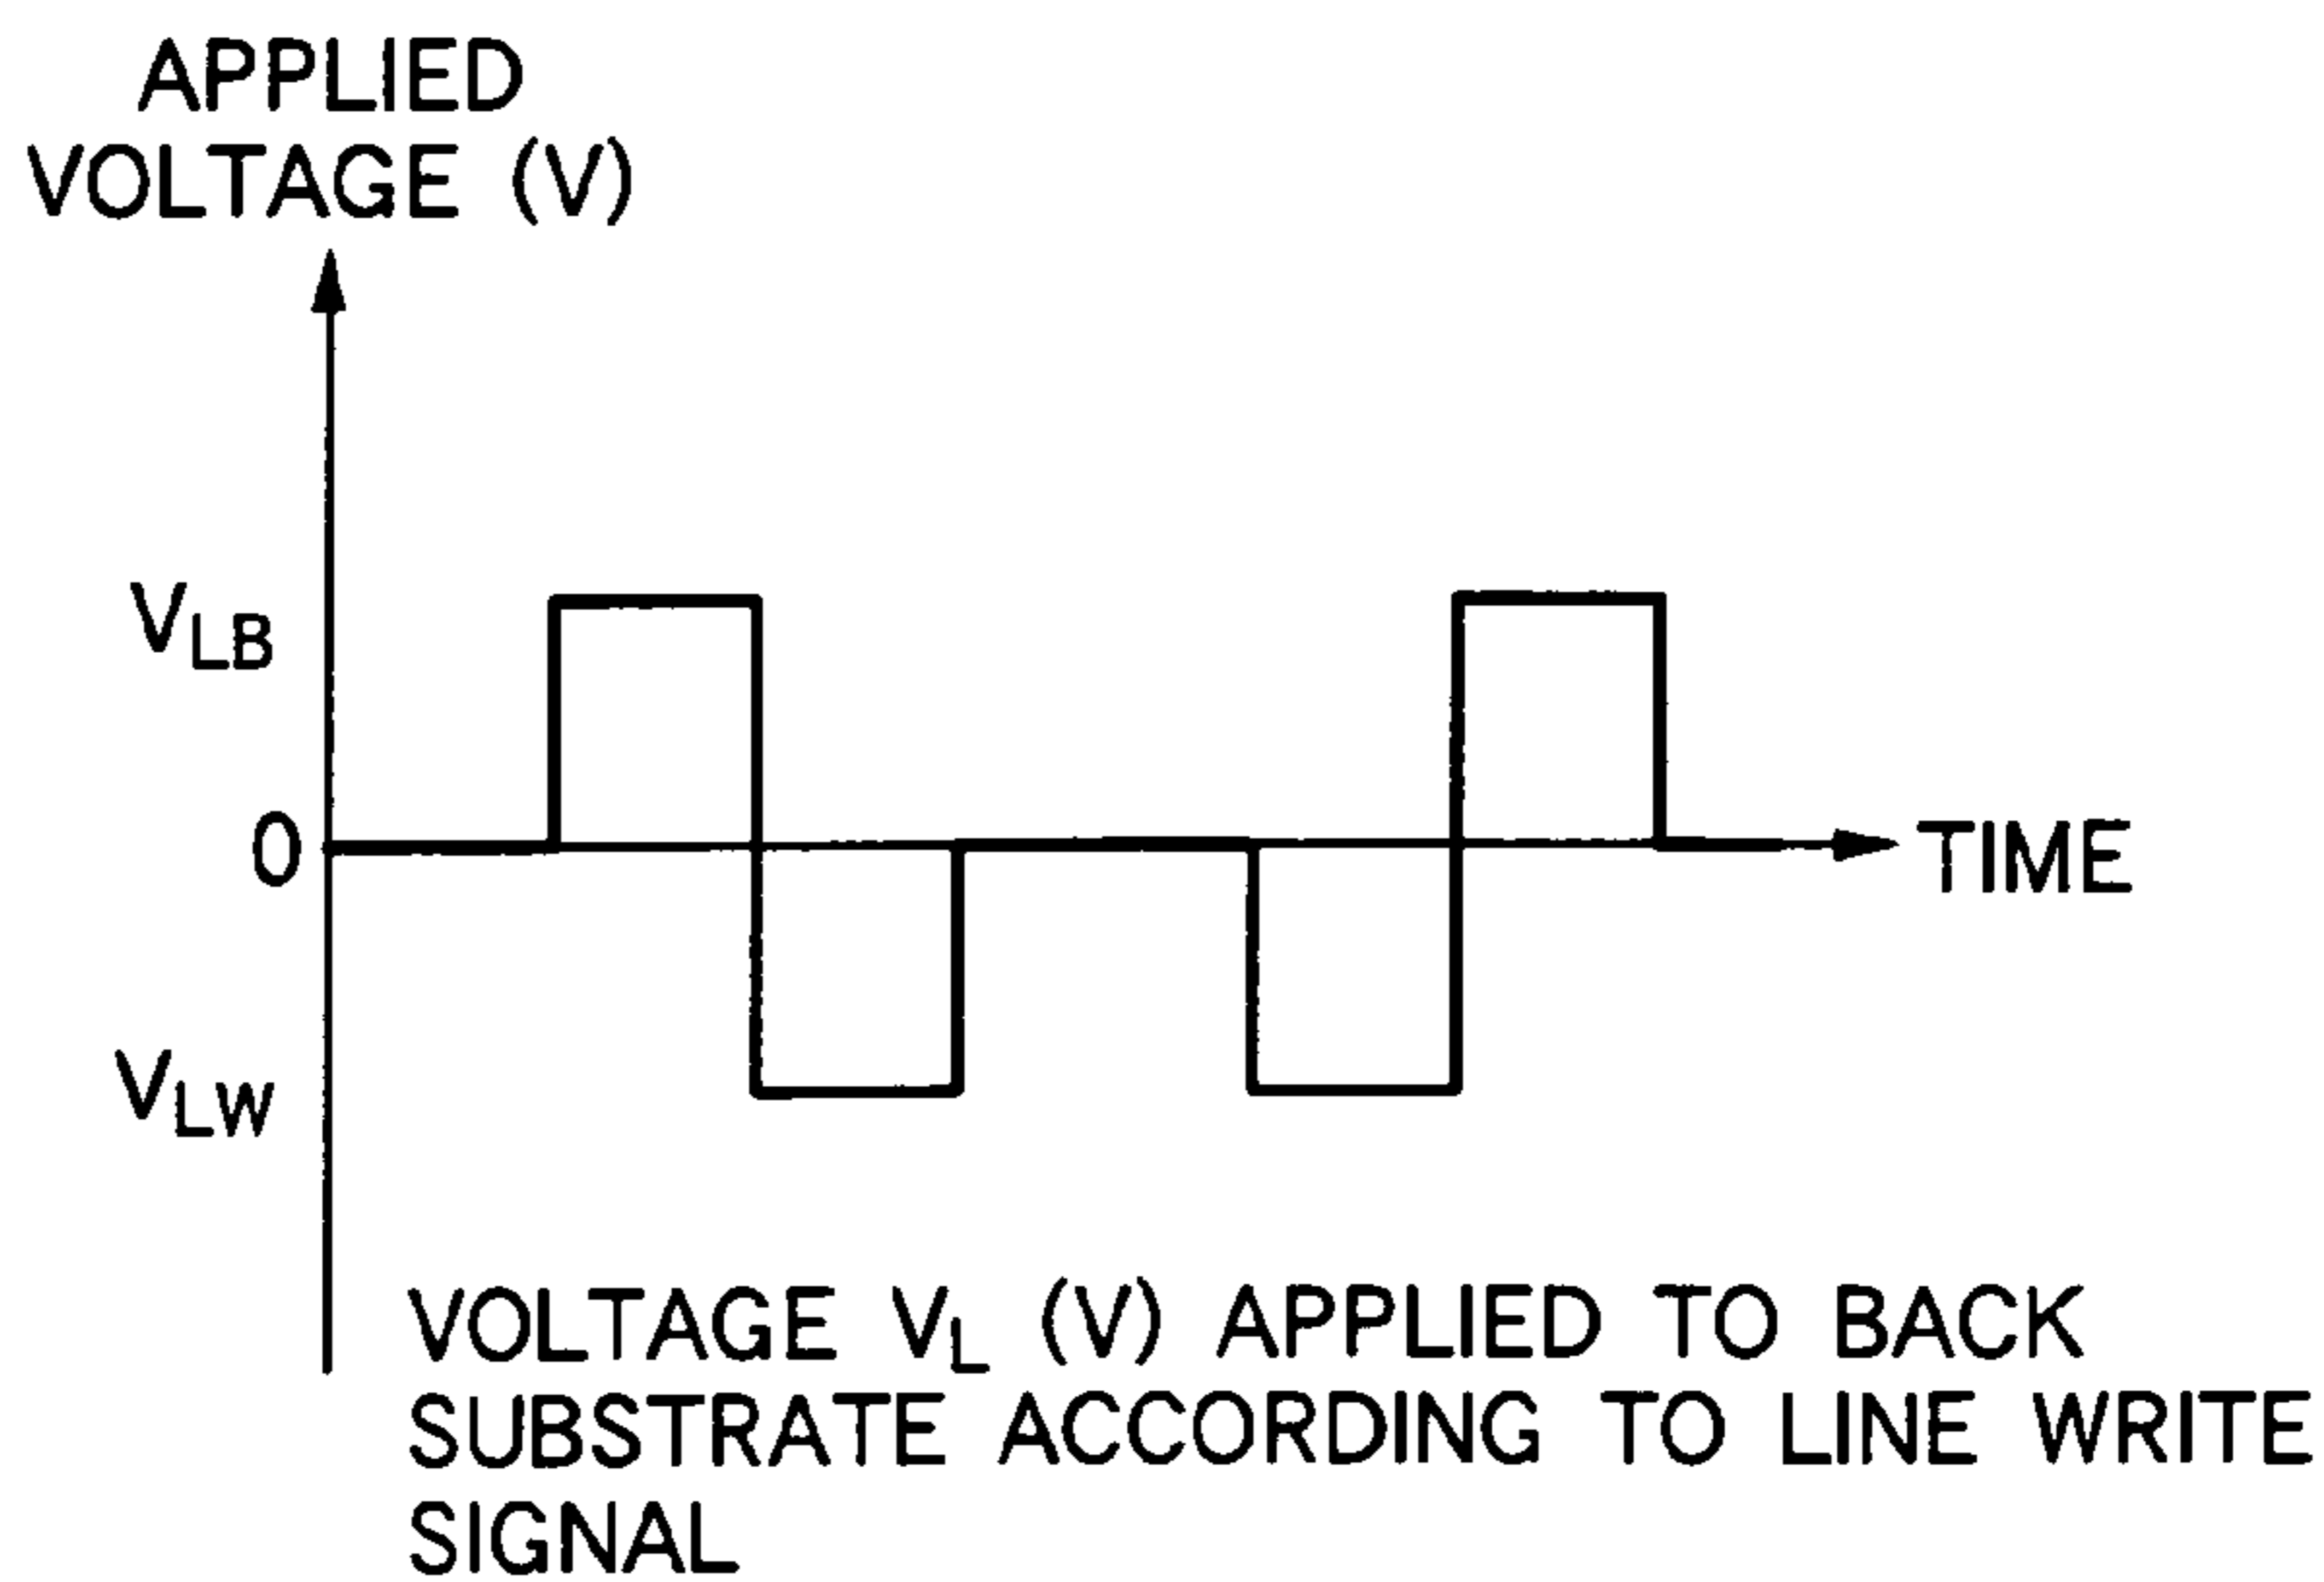 APPLIED
VOLTAGE (V)
VLB
0
TIME
VLW
VOLTAGE VL (V) APPLIED TO BACK
SUBSTRATE ACCORDING TO LINE WRITE
SIGNAL